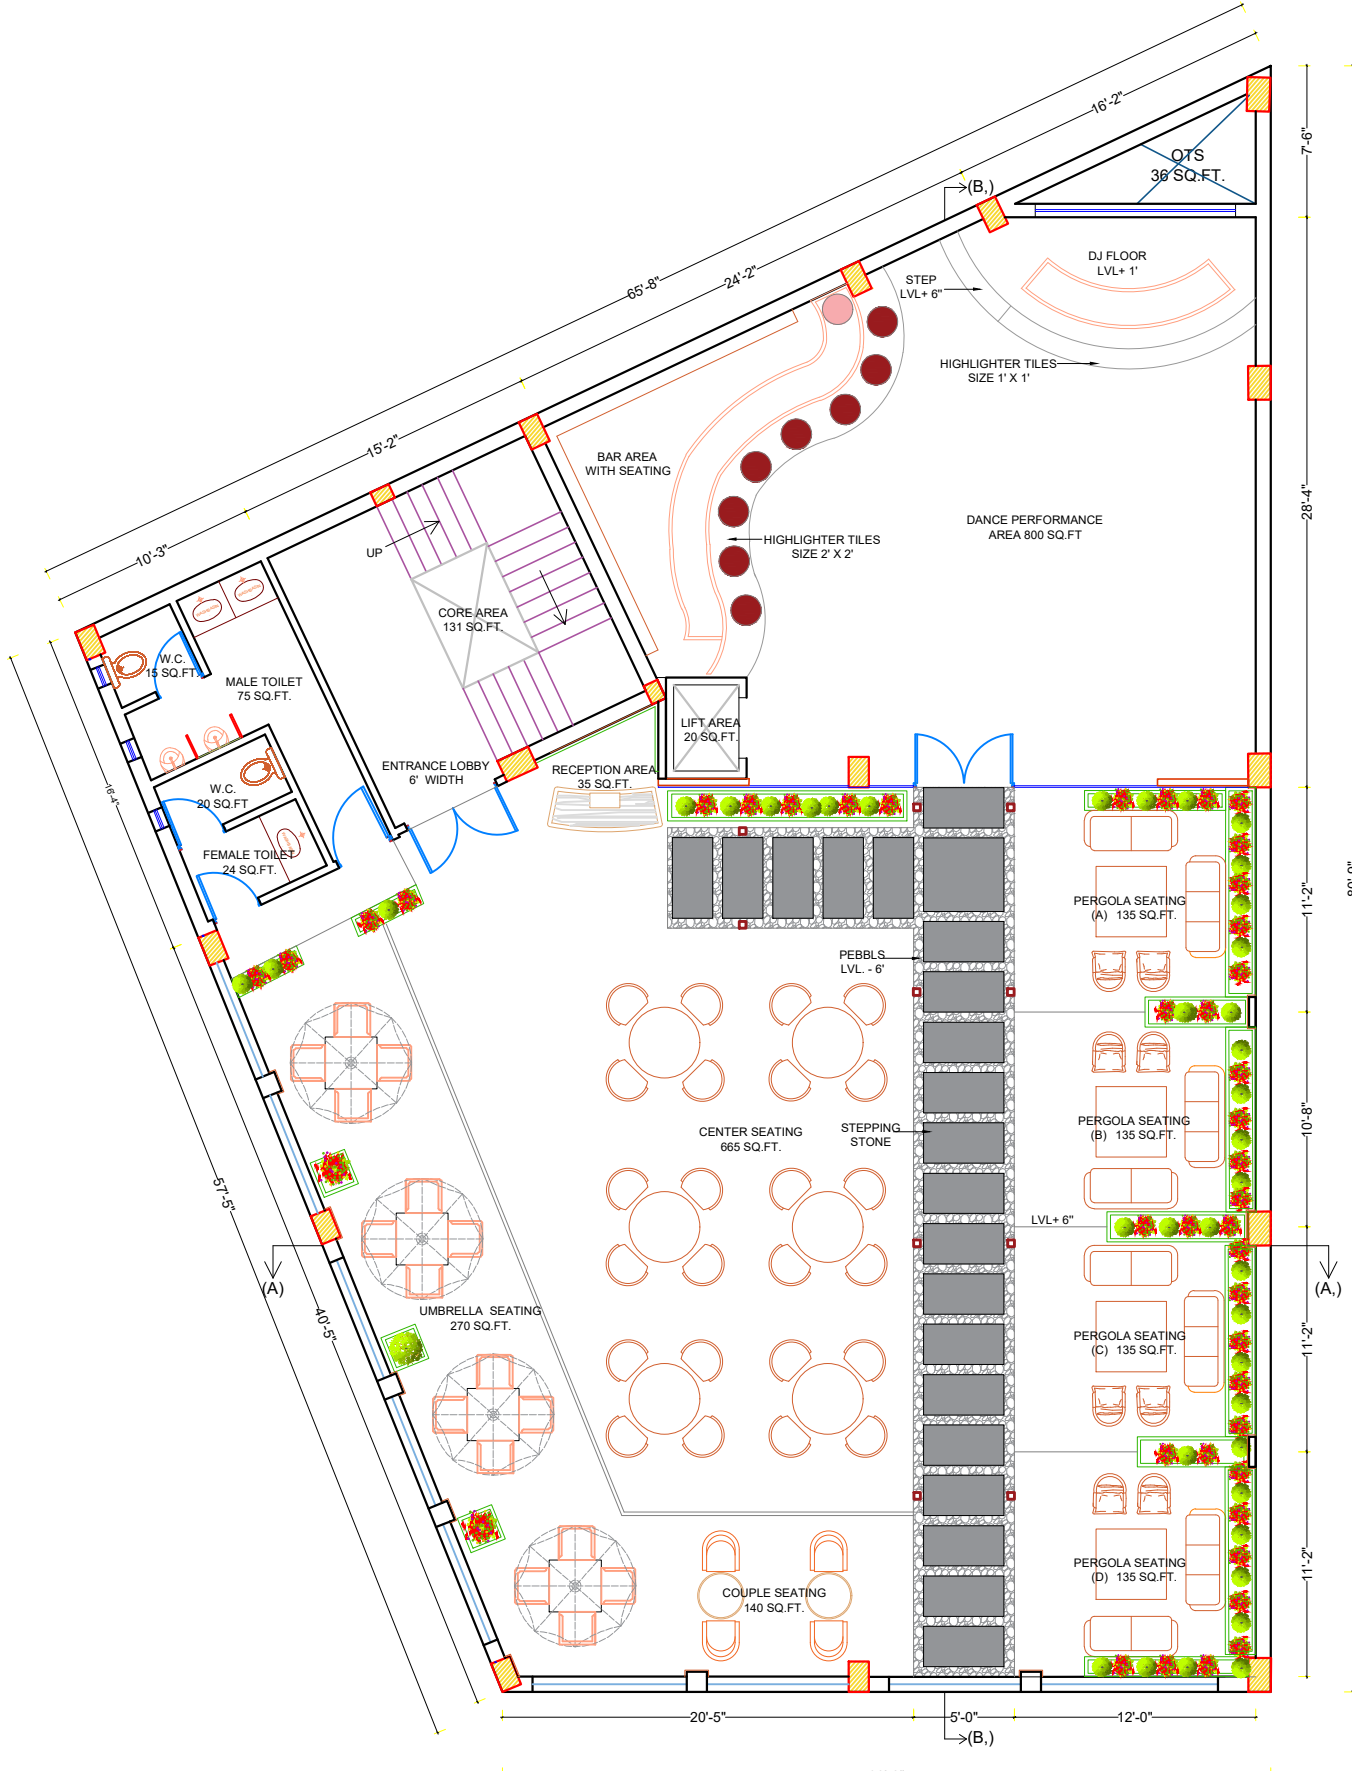 16'-2"
7'-6"
OTS
36 SQ.FT.
(B,)
DJ FLOOR
LVL+ 1'
STEP
LVL+ 6"
24'-2"
65'-8"
HIGHLIGHTER TILES
SIZE 1' X 1'
15'-2"
BAR AREA
WITH SEATING
28'-4"
DANCE PERFORMANCE
AREA 800 SQ.FT
HIGHLIGHTER TILES
SIZE 2' X 2'
10'-3"
UP
CORE AREA
131 SQ.FT.
W.C.
15 SQ.FT.
MALE TOILET
75 SQ.FT.
LIFT AREA
20 SQ.FT.
ENTRANCE LOBBY
6' WIDTH
RECEPTION AREA
35 SQ.FT.
W.C.
20 SQ.FT
16'-4"
FEMALE TOILET
24 SQ.FT.
11'-2"
PERGOLA SEATING
(A) 135 SQ.FT.
PEBBLS
LVL. - 6'
10'-8"
PERGOLA SEATING
(B) 135 SQ.FT.
CENTER SEATING
665 SQ.FT.
STEPPING
STONE
57'-5"
LVL+ 6"
(A)
(A,)
UMBRELLA SEATING
270 SQ.FT.
40'-5"
PERGOLA SEATING
(C) 135 SQ.FT.
11'-2"
PERGOLA SEATING
(D) 135 SQ.FT.
11'-2"
COUPLE SEATING
140 SQ.FT.
20'-5"
5'-0"
12'-0"
(B,)